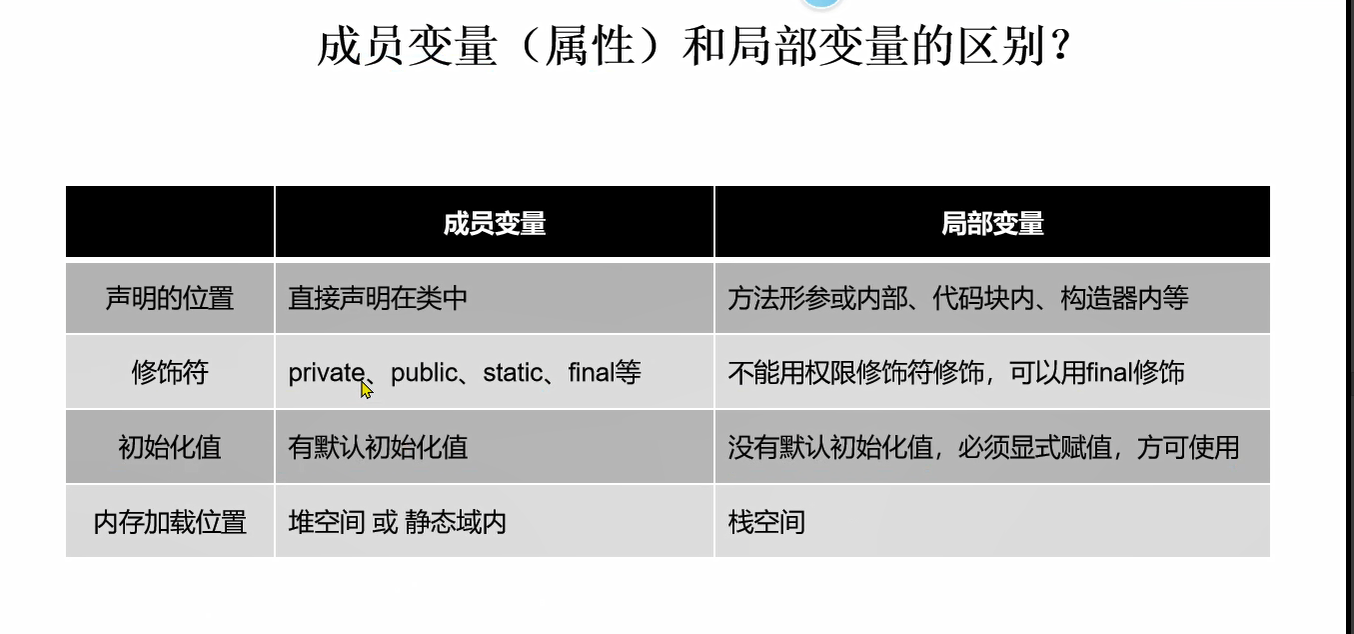 成员变量（属性）和局部变量的区别？
成员变量 局部变量
声明的位置 直接声明在类中 方法形参或内部、代码块内、构造器内等
修饰符 private、public、static、final等 不能用权限修饰符修饰，可以用final修饰
初始化值 有默认初始化值 没有默认初始化值，必须显式赋值，方可使用
内存加载位置 堆空间 或 静态域内 栈空间